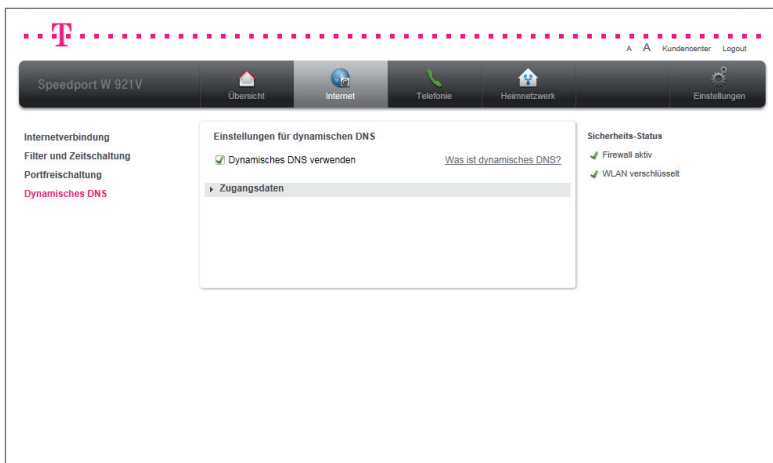 T
A A Kundencenter Logout
Speedport W 921V
Übersicht
Internet
Telefonie
Heimnetzwerk
Einstellungen
Internetverbindung
Filter und Zeitschaltung
Portfreischaltung
Dynamisches DNS
Einstellungen für dynamischen DNS
Dynamisches DNS verwenden
Was ist dynamisches DNS?
Zugangsdaten
Sicherheits-Status
Firewall aktiv
WLAN verschlüsselt